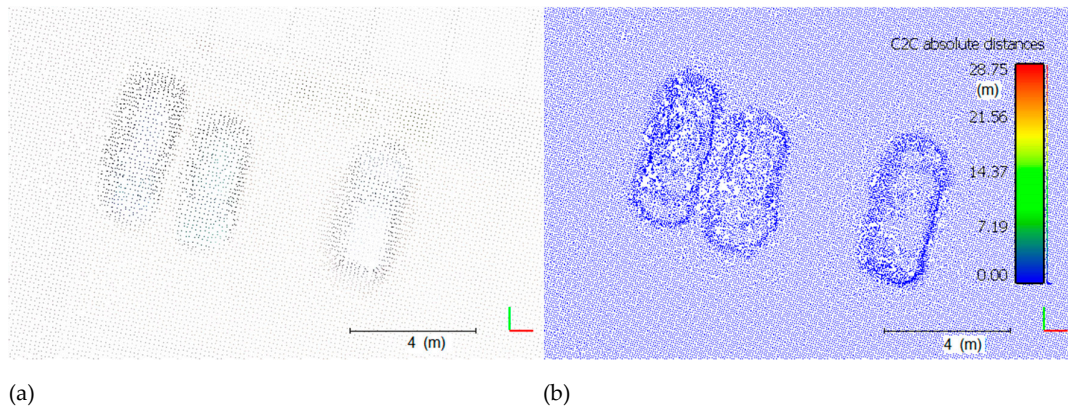 C2C absolute distances
28.75
(m)
21.56
14.37
7.19
0.00
4 (m)
4 (m)
(a)
(b)